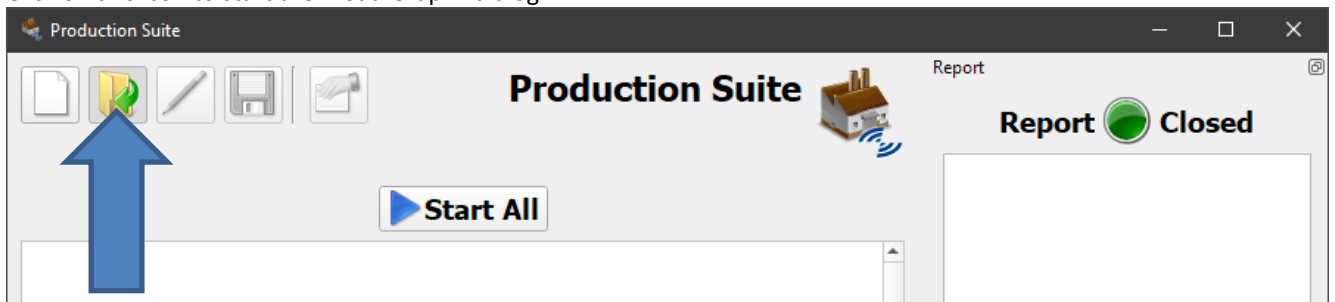 Production Suite
Production Suite
Report
Report Closed
Start All